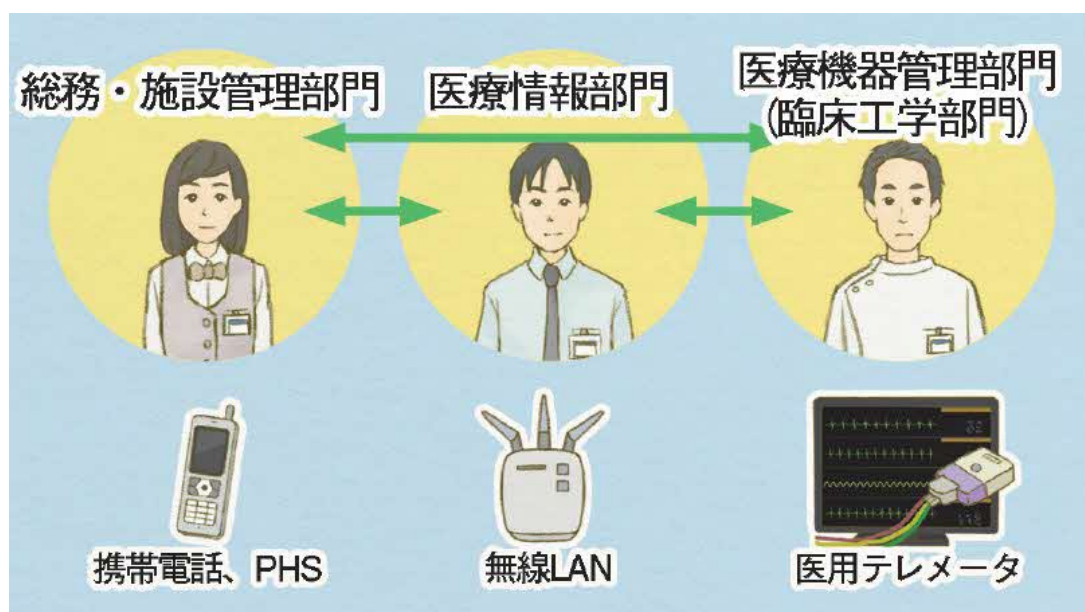 総務・施設管理部門
医療情報部門
医療機器管理部門
(臨床工学部門)
携帯電話、PHS
無線LAN
医用テレメータ